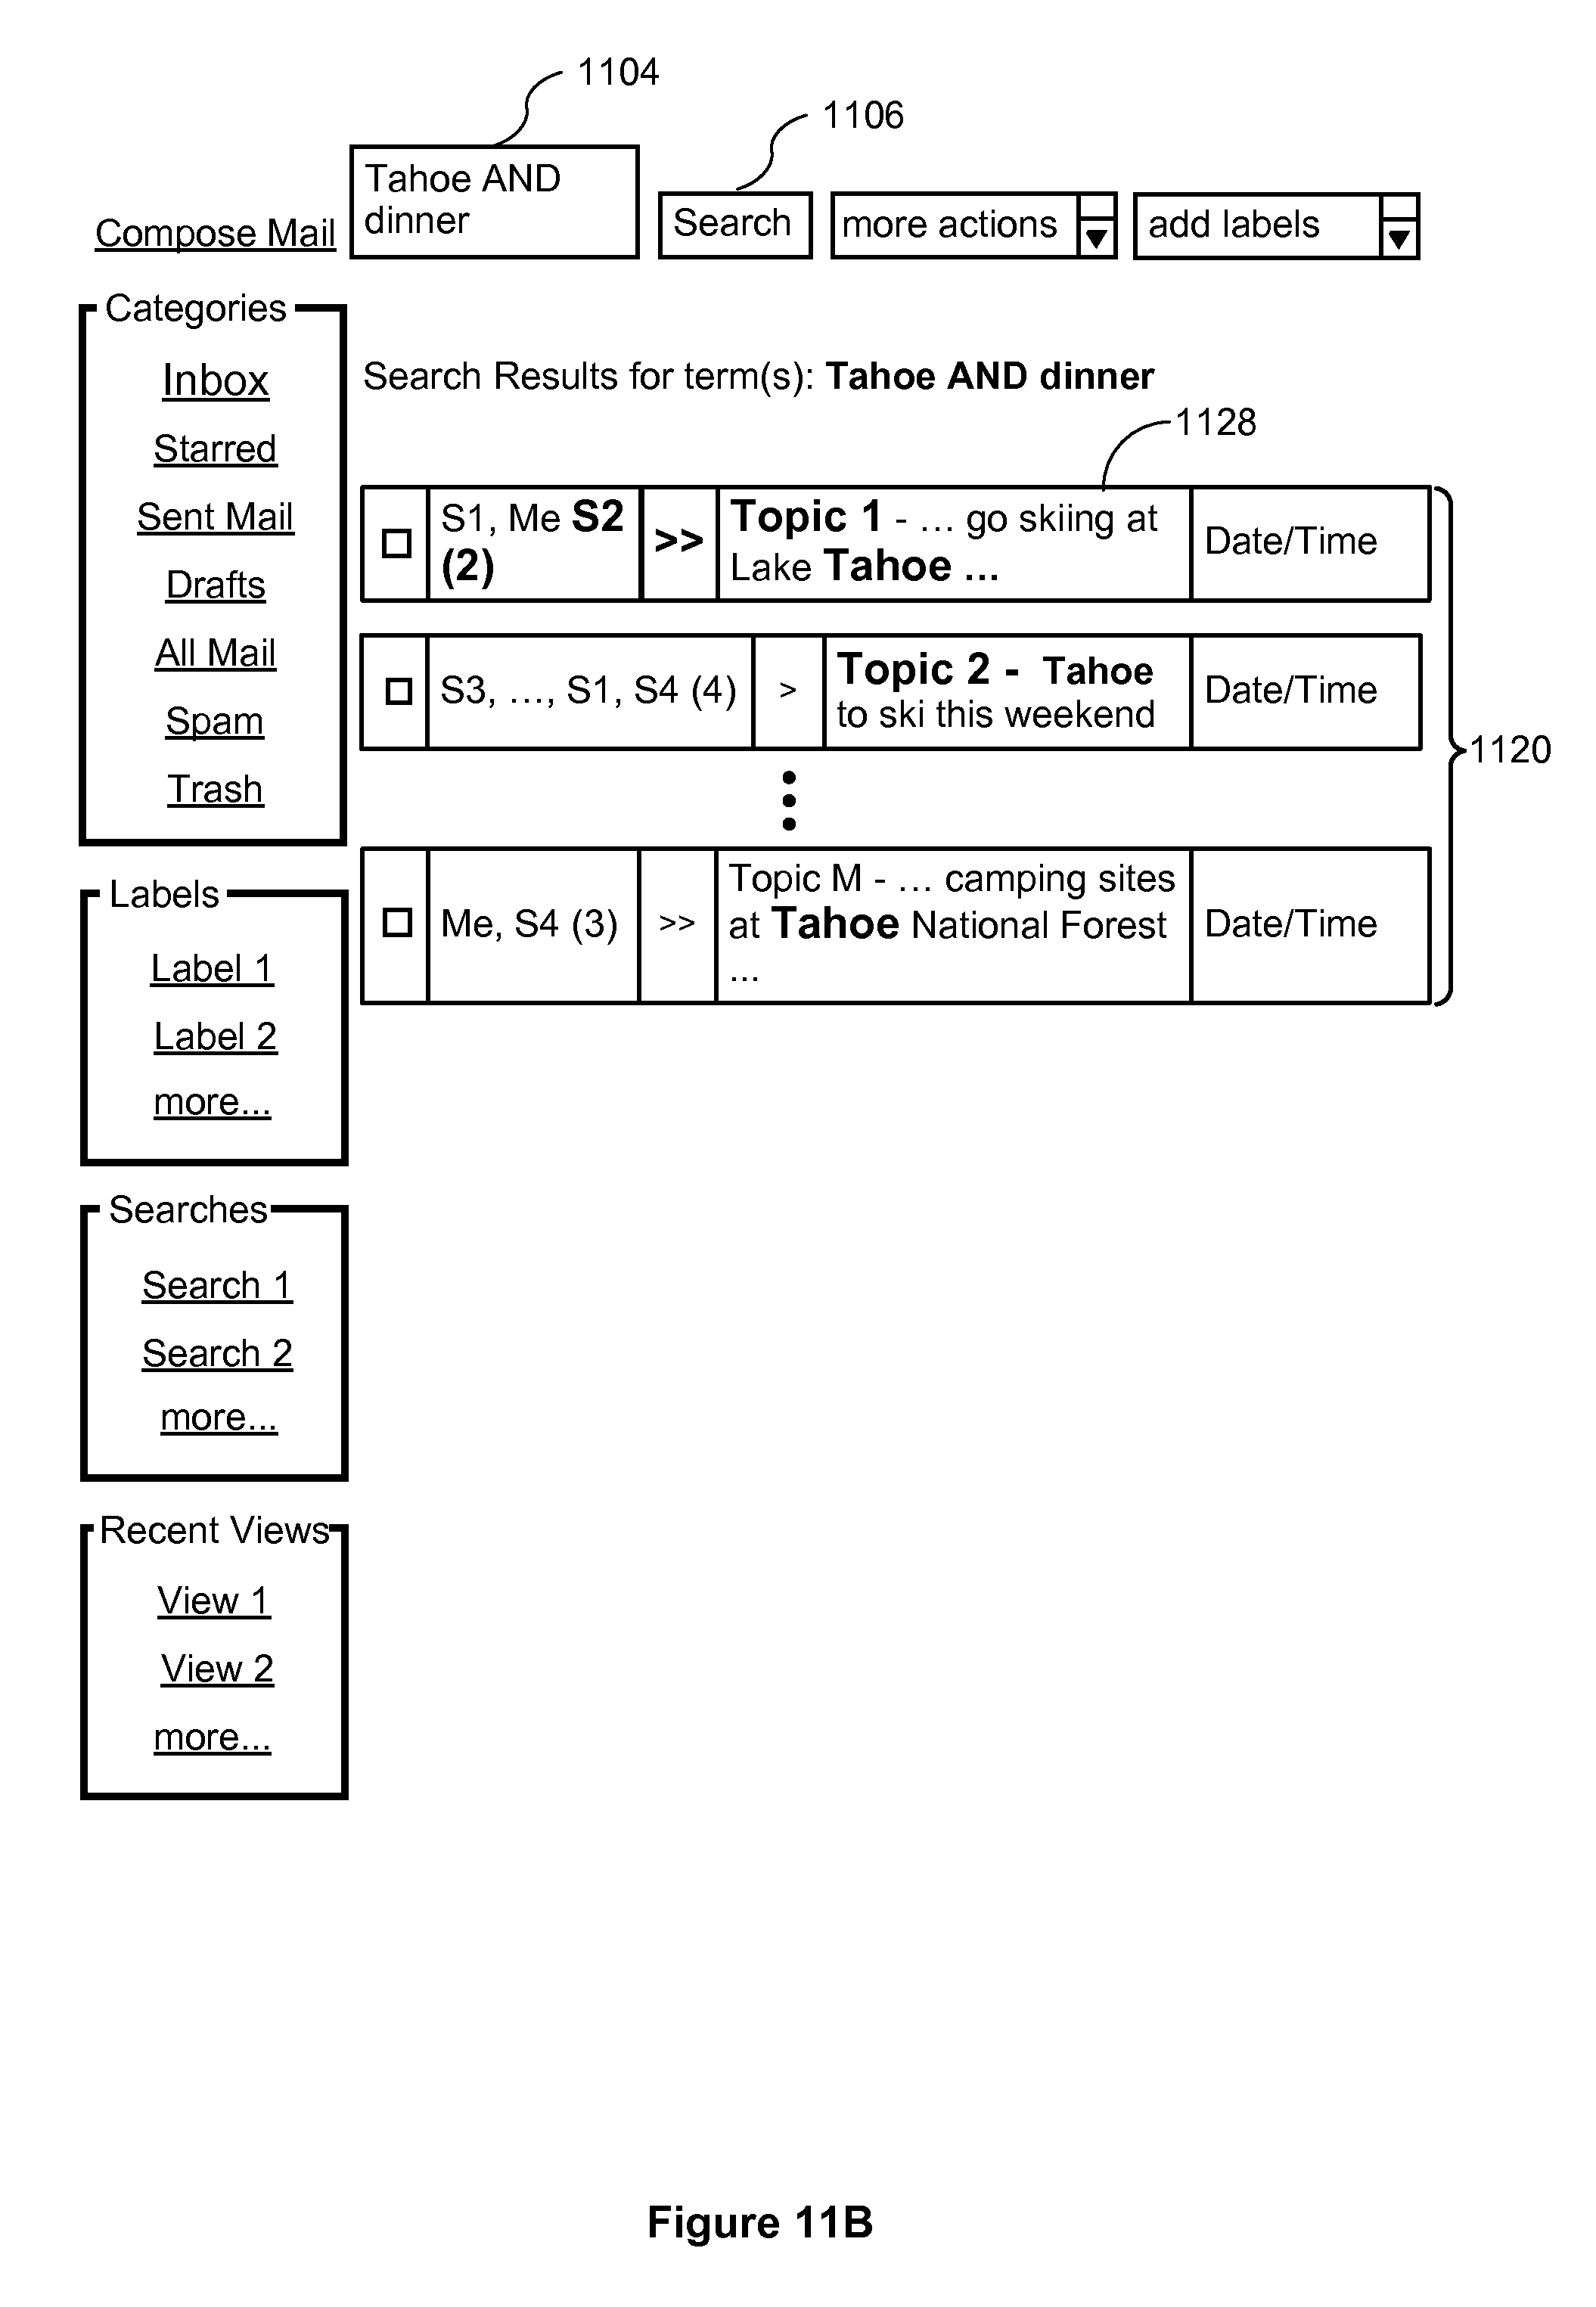 1104
1106
Tahoe AND
dinner
Compose Mail
Search
more actions
add labels
Categories
Inbox
Starred
Sent Mail
Drafts
All Mail
Spam
Trash
Search Results for term(s): Tahoe AND dinner
1128
S1, Me S2
(2)
>>
Topic 1 - ... go skiing at
Lake Tahoe ...
Date/Time
S3, ..., S1, S4 (4)
>
Topic 2 - Tahoe
to ski this weekend
Date/Time
1120
Me, S4 (3)
>>
Topic M - ... camping sites
at Tahoe National Forest
...
Date/Time
Labels
Label 1
Label 2
more...
Searches
Search 1
Search 2
more...
Recent Views
View 1
View 2
more...
Figure 11B